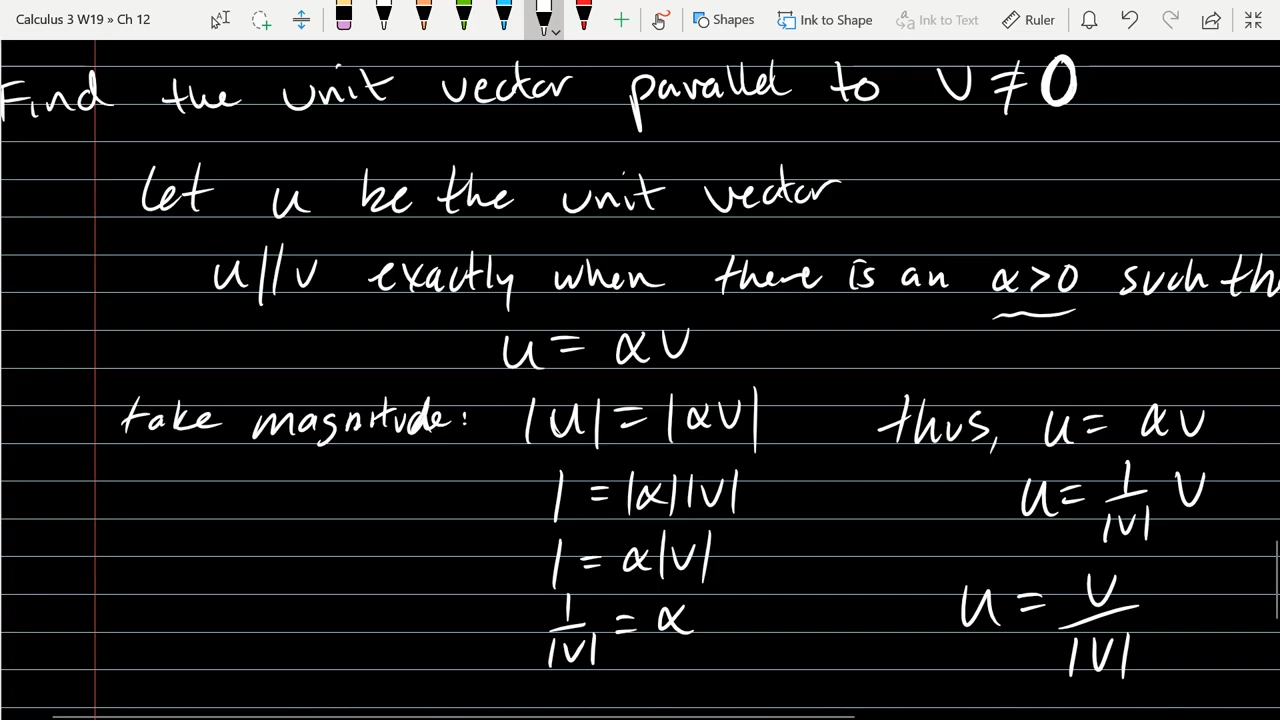 Calculus 3 W19 » Ch 12
Shapes
Ink to Shape
Ink to Text
Ruler
Find the unit vector parallel to v ≠ 0
Let u be the unit vector
u//v exactly when there is an α>0 such th
u = αv
take magnitude: |u| = |αv|
1 = |α||v|
1 = α|v|
1/|v| = α
thus, u = αv
u = 1/|v| v
u = v/|v|